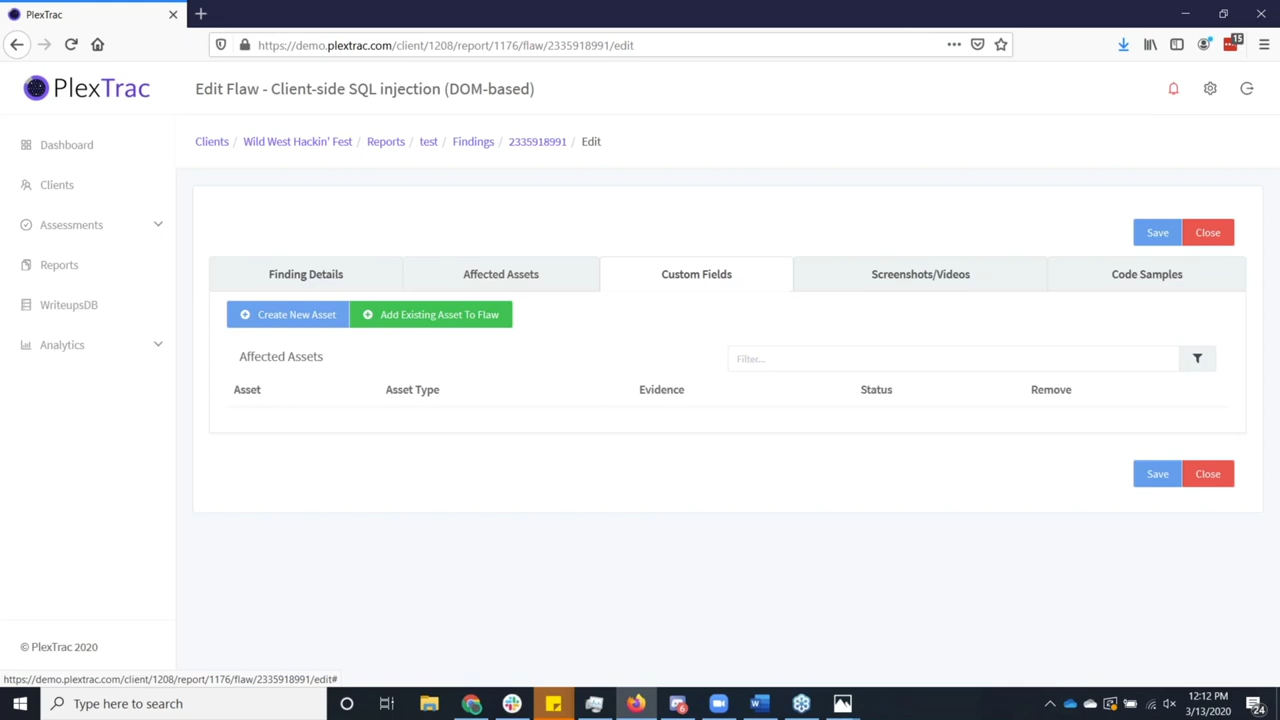 PlexTrac
https://demo.plextrac.com/client/1208/report/1176/flaw/2335918991/edit
15
PlexTrac
Edit Flaw - Client-side SQL injection (DOM-based)
Clients / Wild West Hackin' Fest / Reports / test / Findings / 2335918991 / Edit
Dashboard
Clients
Assessments
Reports
WriteupsDB
Analytics
Save Close
Finding Details Affected Assets Custom Fields Screenshots/Videos Code Samples
Create New Asset Add Existing Asset To Flaw
Affected Assets Filter...
Asset Asset Type Evidence Status Remove
Save Close
© PlexTrac 2020
https://demo.plextrac.com/client/1208/report/1176/flaw/2335918991/edit#
Type here to search
6
12:12 PM
3/13/2020
24